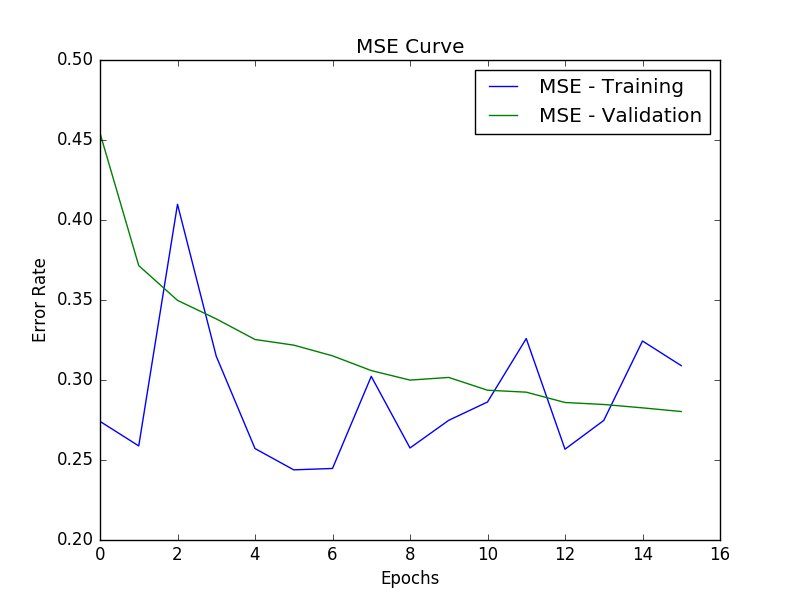 MSE Curve
MSE - Training
MSE - Validation
0.50
0.45
0.40
0.35
0.30
0.25
0.20
Error Rate
0 2 4 6 8 10 12 14 16
Epochs